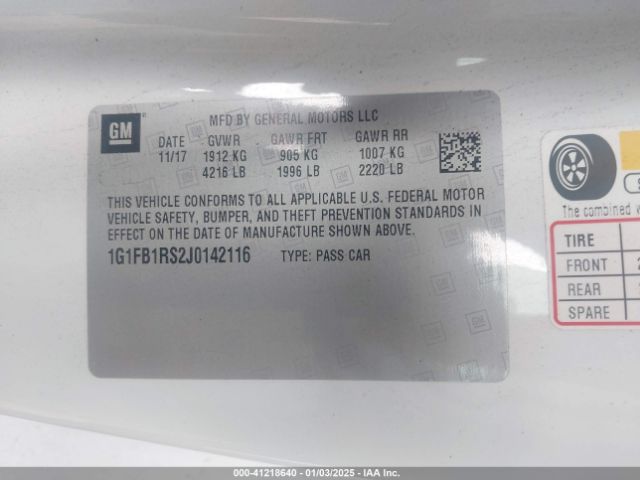 GM
MFD BY GENERAL MOTORS LLC
DATE GVWR GAWR FRT GAWR RR
11/17 1912 KG 905 KG 1007 KG
4216 LB 1996 LB 2220 LB
THIS VEHICLE CONFORMS TO ALL APPLICABLE U.S. FEDERAL MOTOR
VEHICLE SAFETY, BUMPER, AND THEFT PREVENTION STANDARDS IN
EFFECT ON THE DATE OF MANUFACTURE SHOWN ABOVE.
1G1FB1RS2J0142116 TYPE: PASS CAR
The combined w
TIRE
FRONT 2
REAR
SPARE
000-41218640 - 01/03/2025 - IAA Inc.